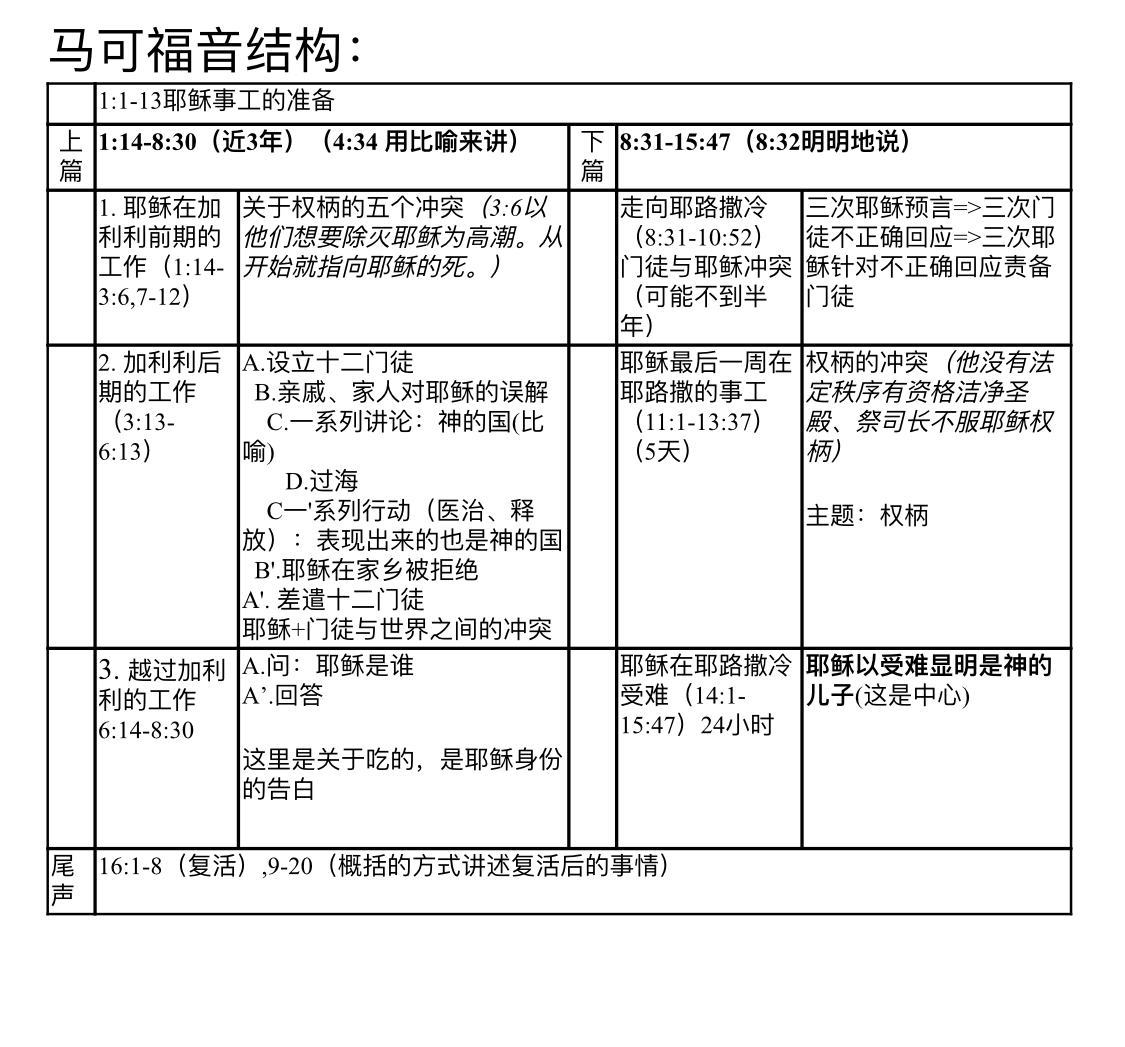 马可福音结构：
1:1-13耶稣事工的准备
上
篇
1:14-8:30（近3年）（4:34 用比喻来讲）
下
篇
8:31-15:47（8:32明明地说）
1. 耶稣在加
利利前期的
工作（1:14-
3:6,7-12）
关于权柄的五个冲突（3:6以
他们想要除灭耶稣为高潮。从
开始就指向耶稣的死。）
走向耶路撒冷
（8:31-10:52）
门徒与耶稣冲突
（可能不到半
年）
三次耶稣预言=>三次门
徒不正确回应=>三次耶
稣针对不正确回应责备
门徒
2. 加利利后
期的工作
（3:13-
6:13）
A.设立十二门徒
B.亲戚、家人对耶稣的误解
C.一系列讲论：神的国(比
喻)
D.过海
C一'系列行动（医治、释
放）：表现出来的也是神的国
B'.耶稣在家乡被拒绝
A'. 差遣十二门徒
耶稣+门徒与世界之间的冲突
耶稣最后一周在
耶路撒的事工
（11:1-13:37）
（5天）
权柄的冲突（他没有法
定秩序有资格洁净圣
殿、祭司长不服耶稣权
柄）
主题：权柄
3. 越过加利
利的工作
6:14-8:30
A.问：耶稣是谁
A’.回答
这里是关于吃的，是耶稣身份
的告白
耶稣在耶路撒冷
受难（14:1-
15:47）24小时
耶稣以受难显明是神的
儿子(这是中心)
尾
声
16:1-8（复活）,9-20（概括的方式讲述复活后的事情）